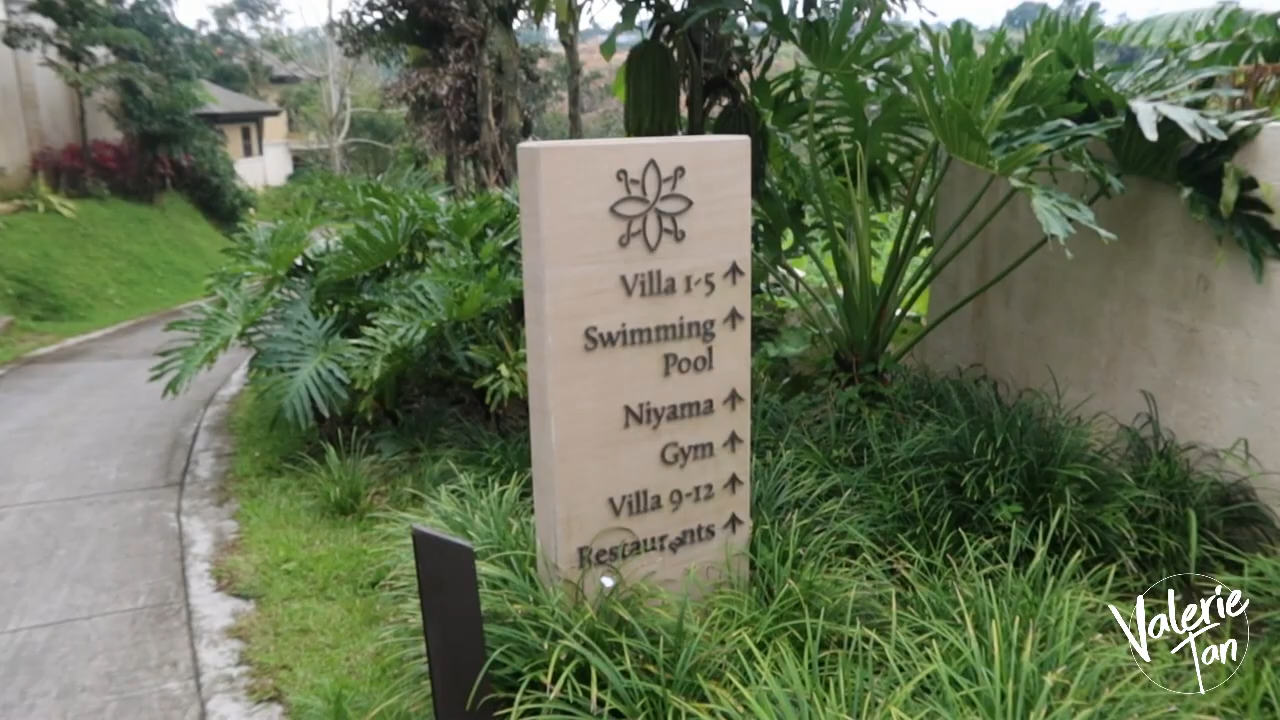 Villa 1-5 ↑
Swimming ↑
Pool
Niyama ↑
Gym ↑
Villa 9-12 ↑
Restaurants ↑
Valerie
Tan